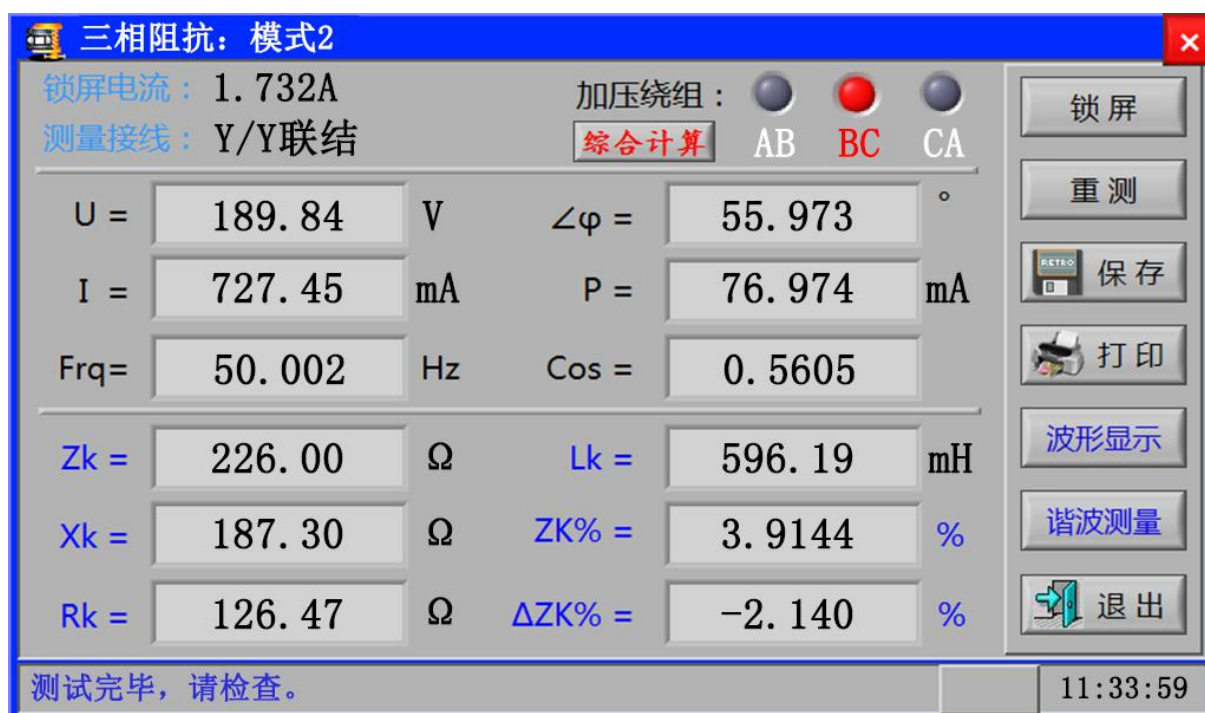 三相阻抗：模式2
锁屏电流： 1.732A
测量接线： Y/Y联结
加压绕组：
综合计算 AB BC CA
U = 189.84 V ∠φ = 55.973 °
I = 727.45 mA P = 76.974 mA
Frq= 50.002 Hz Cos = 0.5605
Zk = 226.00 Ω Lk = 596.19 mH
Xk = 187.30 Ω ZK% = 3.9144 %
Rk = 126.47 Ω ΔZK% = -2.140 %
锁屏
重测
RETRO
保存
打印
波形显示
谐波测量
退出
测试完毕，请检查。 11:33:59